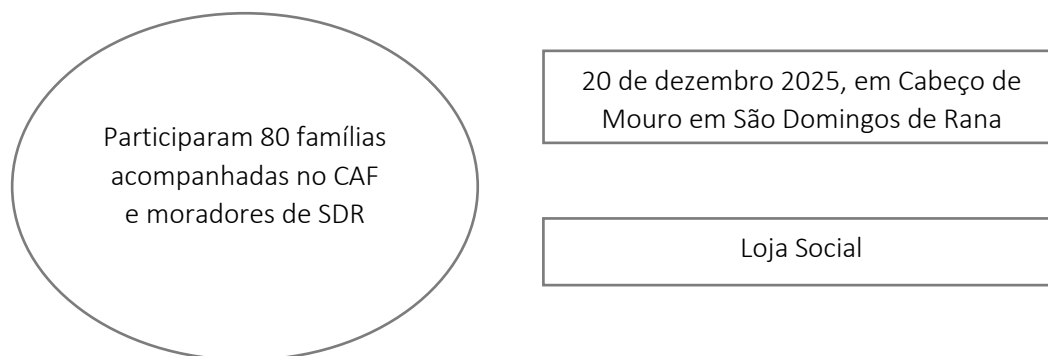 Participaram 80 famílias
acompanhadas no CAF
e moradores de SDR
20 de dezembro 2025, em Cabeço de
Mouro em São Domingos de Rana
Loja Social